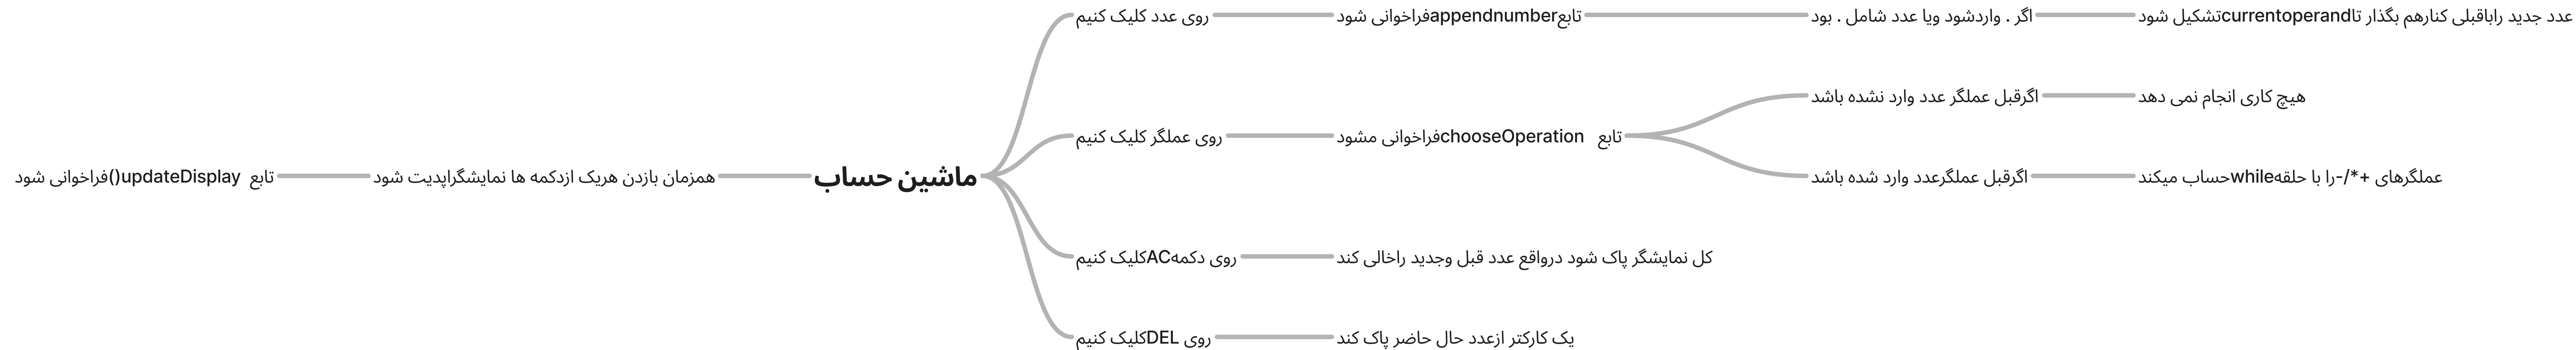 ماشین حساب
روی عدد کلیک کنیم
تابعappendnumberفراخوانی شود
اگر . واردشود ویا عدد شامل . بود
عدد جدید راباقبلی کنارهم بگذار تاcurrentoperandتشکیل شود
روی عملگر کلیک کنیم
تابع chooseOperationفراخوانی مشود
اگرقبل عملگر عدد وارد نشده باشد
هیچ کاری انجام نمی دهد
اگرقبل عملگرعدد وارد شده باشد
عملگرهای +*/-را با حلقهwhileحساب میکند
روی دکمهACکلیک کنیم
کل نمایشگر پاک شود درواقع عدد قبل وجدید راخالی کند
روی DELکلیک کنیم
یک کارکتر ازعدد حال حاضر پاک کند
همزمان بازدن هریک ازدکمه ها نمایشگراپدیت شود
تابع updateDisplay()فراخوانی شود